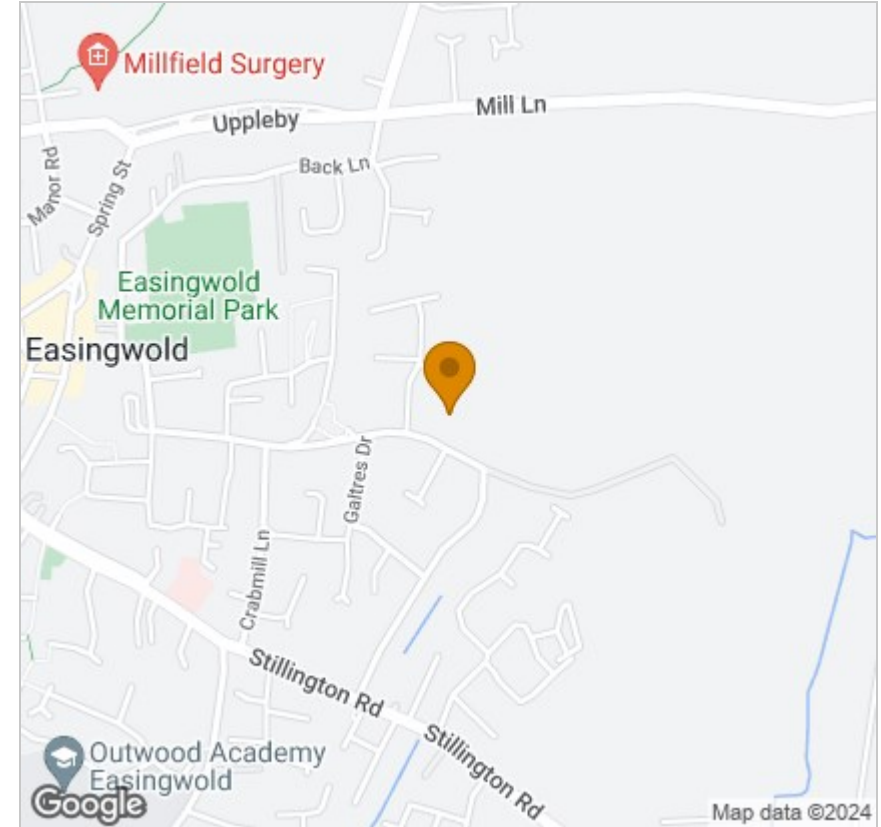 Millfield Surgery
Uppleby
Mill Ln
Back Ln
Manor Rd
Spring St
Easingwold
Memorial Park
Easingwold
Galtres Dr
Crabmill Ln
Stillington Rd
Stillington Rd
Outwood Academy
Easingwold
Google
Map data ©2024